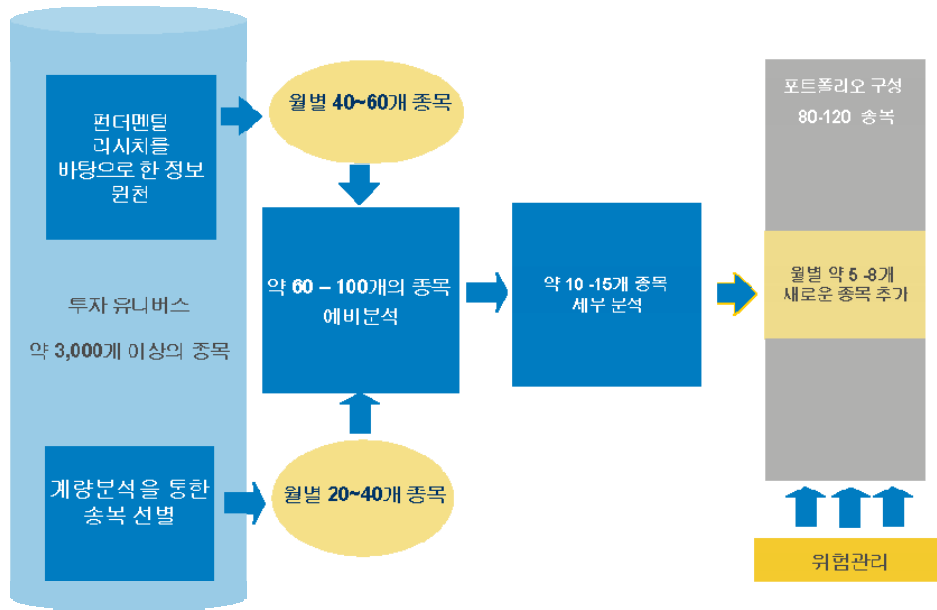 펀더멘털
리시치를
바탕으로 한 정보
원천
월별 40~60개 종목
포트폴리오 구성
80-120 송복
약 60 – 100개의 종목
예비분석
약 10 -15개 종목
세부 분석
월별 약 5 -8개
새로운 종목 추가
투자 유니버스
약 3,000개 이상의 종목
계량분석을 통한
송복 선별
월별 20~40개 종목
위험관리